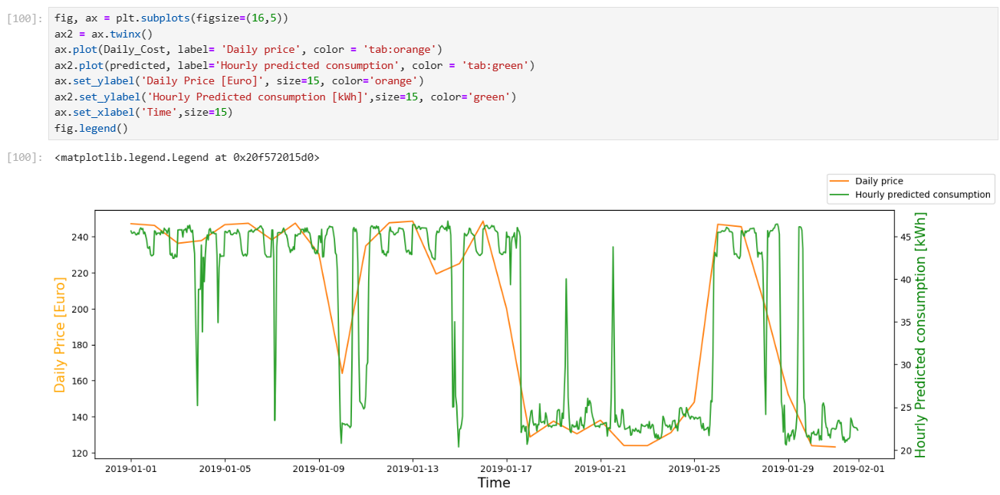 [100]: fig, ax = plt.subplots(figsize=(16,5))
ax2 = ax.twinx()
ax.plot(Daily_Cost, label= 'Daily price', color = 'tab:orange')
ax2.plot(predicted, label='Hourly predicted consumption', color = 'tab:green')
ax.set_ylabel('Daily Price [Euro]', size=15, color='orange')
ax2.set_ylabel('Hourly Predicted consumption [kWh]',size=15, color='green')
ax.set_xlabel('Time',size=15)
fig.legend()
[100]: <matplotlib.legend.Legend at 0x20f572015d0>
Daily price
Hourly predicted consumption
Daily Price [Euro]
240
220
200
180
160
140
120
45
40
35
30
25
20
Hourly Predicted consumption [kWh]
2019-01-01 2019-01-05 2019-01-09 2019-01-13 2019-01-17 2019-01-21 2019-01-25 2019-01-29 2019-02-01
Time